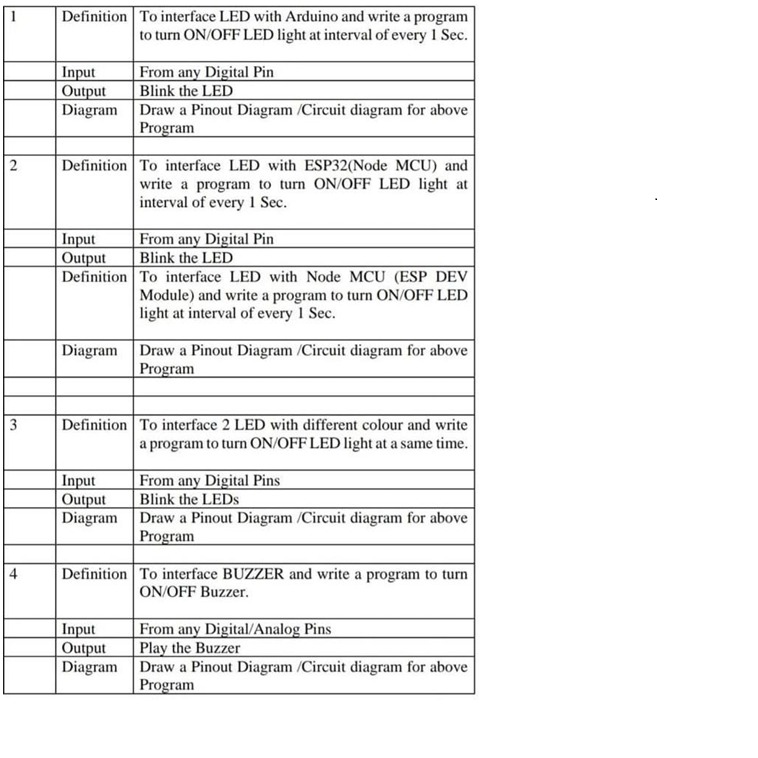 1 Definition To interface LED with Arduino and write a program
to turn ON/OFF LED light at interval of every 1 Sec.
Input From any Digital Pin
Output Blink the LED
Diagram Draw a Pinout Diagram /Circuit diagram for above
Program
2 Definition To interface LED with ESP32(Node MCU) and
write a program to turn ON/OFF LED light at
interval of every 1 Sec.
Input From any Digital Pin
Output Blink the LED
Definition To interface LED with Node MCU (ESP DEV
Module) and write a program to turn ON/OFF LED
light at interval of every 1 Sec.
Diagram Draw a Pinout Diagram /Circuit diagram for above
Program
3 Definition To interface 2 LED with different colour and write
a program to turn ON/OFF LED light at a same time.
Input From any Digital Pins
Output Blink the LEDs
Diagram Draw a Pinout Diagram /Circuit diagram for above
Program
4 Definition To interface BUZZER and write a program to turn
ON/OFF Buzzer.
Input From any Digital/Analog Pins
Output Play the Buzzer
Diagram Draw a Pinout Diagram /Circuit diagram for above
Program